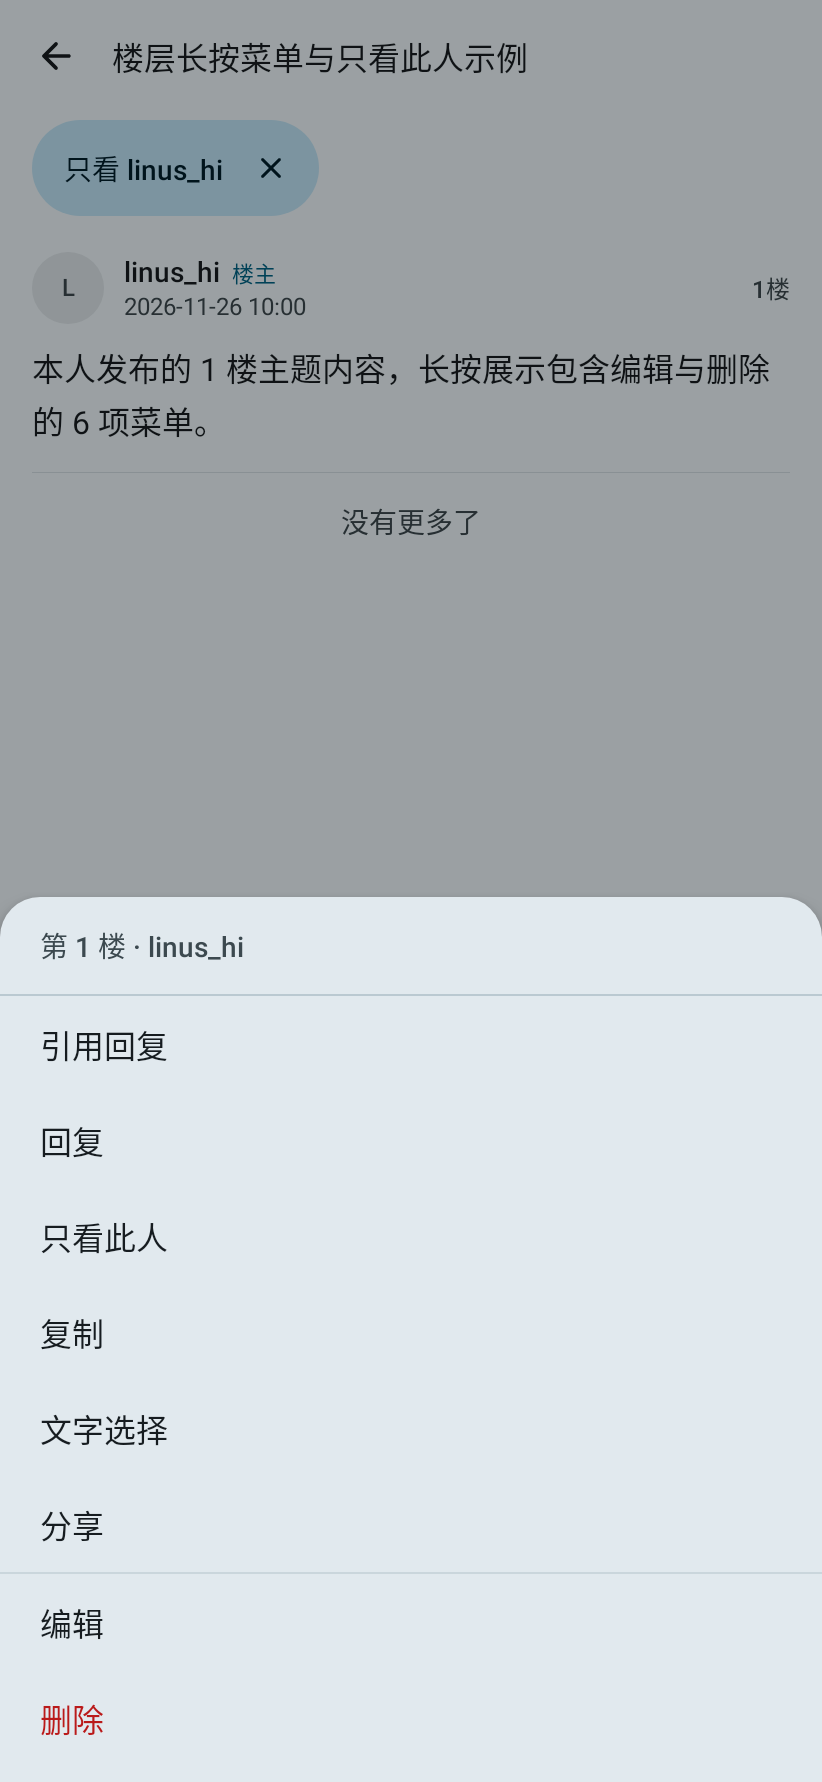 楼层长按菜单与只看此人示例
只看 linus_hi
L
linus_hi 楼主
2026-11-26 10:00
1楼
本人发布的 1 楼主题内容，长按展示包含编辑与删除
的 6 项菜单。
没有更多了
第 1 楼 · linus_hi
引用回复
回复
只看此人
复制
文字选择
分享
编辑
删除